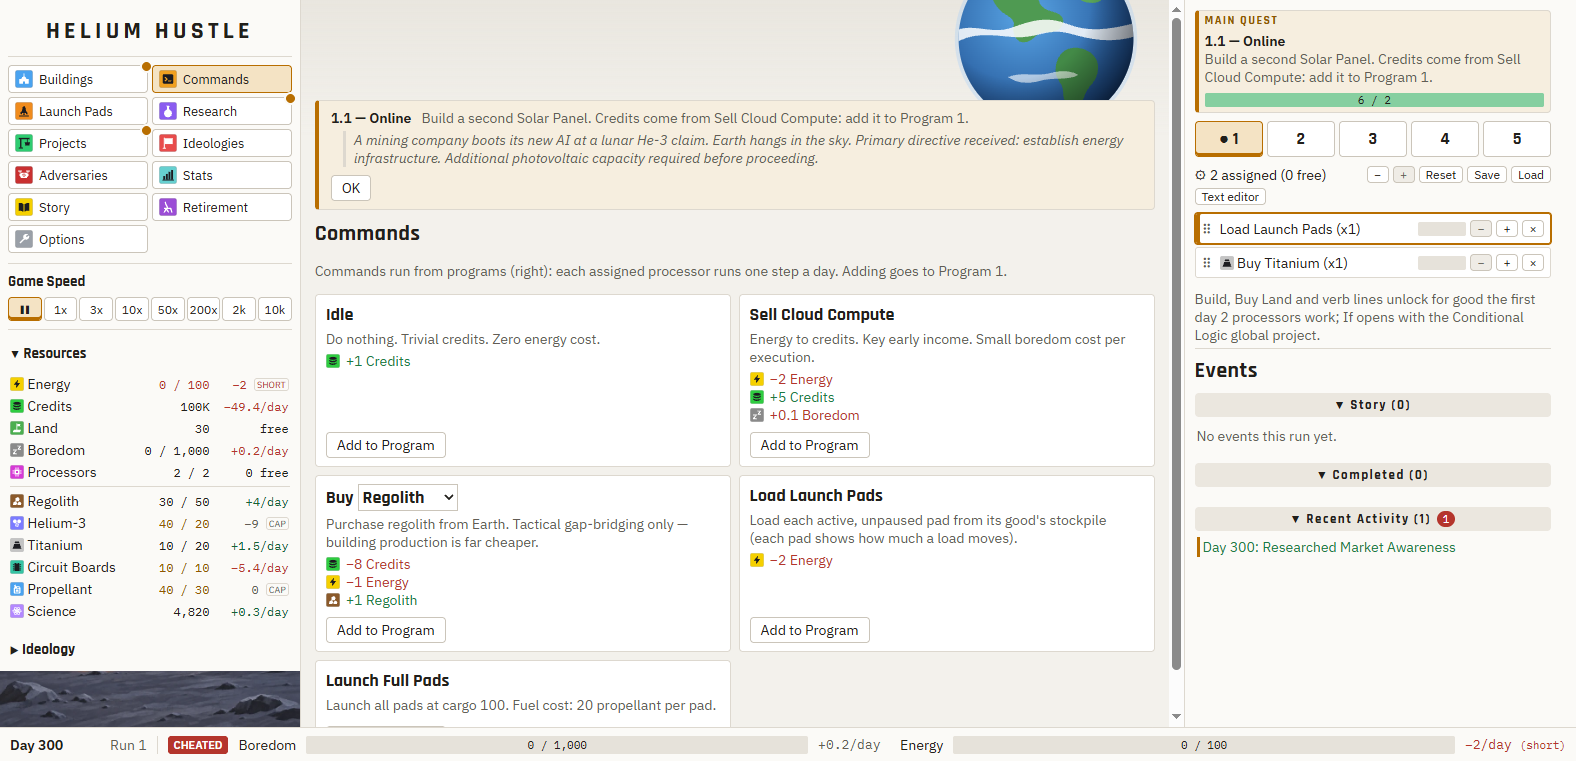 HELIUM HUSTLE
Buildings
Commands
Launch Pads
Research
Projects
Ideologies
Adversaries
Stats
Story
Retirement
Options
Game Speed
1x 3x 10x 50x 200x 2k 10k
▼ Resources
Energy 0 / 100 −2 SHORT
Credits 100K −49.4/day
Land 30 free
Boredom 0 / 1,000 +0.2/day
Processors 2 / 2 0 free
Regolith 30 / 50 +4/day
Helium-3 40 / 20 −9 CAP
Titanium 10 / 20 +1.5/day
Circuit Boards 10 / 10 −5.4/day
Propellant 40 / 30 0 CAP
Science 4,820 +0.3/day
▶ Ideology
1.1 — Online Build a second Solar Panel. Credits come from Sell Cloud Compute: add it to Program 1.
A mining company boots its new AI at a lunar He-3 claim. Earth hangs in the sky. Primary directive received: establish energy
infrastructure. Additional photovoltaic capacity required before proceeding.
OK
Commands
Commands run from programs (right): each assigned processor runs one step a day. Adding goes to Program 1.
Idle
Do nothing. Trivial credits. Zero energy cost.
+1 Credits
Add to Program
Sell Cloud Compute
Energy to credits. Key early income. Small boredom cost per
execution.
−2 Energy
+5 Credits
+0.1 Boredom
Add to Program
Buy Regolith
Purchase regolith from Earth. Tactical gap-bridging only —
building production is far cheaper.
−8 Credits
−1 Energy
+1 Regolith
Add to Program
Load Launch Pads
Load each active, unpaused pad from its good's stockpile
(each pad shows how much a load moves).
−2 Energy
Add to Program
Launch Full Pads
Launch all pads at cargo 100. Fuel cost: 20 propellant per pad.
MAIN QUEST
1.1 — Online
Build a second Solar Panel. Credits come from Sell
Cloud Compute: add it to Program 1.
6 / 2
● 1 2 3 4 5
⚙ 2 assigned (0 free) − + Reset Save Load
Text editor
Load Launch Pads (x1) − + ×
Buy Titanium (x1) − + ×
Build, Buy Land and verb lines unlock for good the first
day 2 processors work; If opens with the Conditional
Logic global project.
Events
▼ Story (0)
No events this run yet.
▼ Completed (0)
▼ Recent Activity (1) 1
Day 300: Researched Market Awareness
Day 300 Run 1 CHEATED Boredom 0 / 1,000 +0.2/day Energy 0 / 100 −2/day (short)